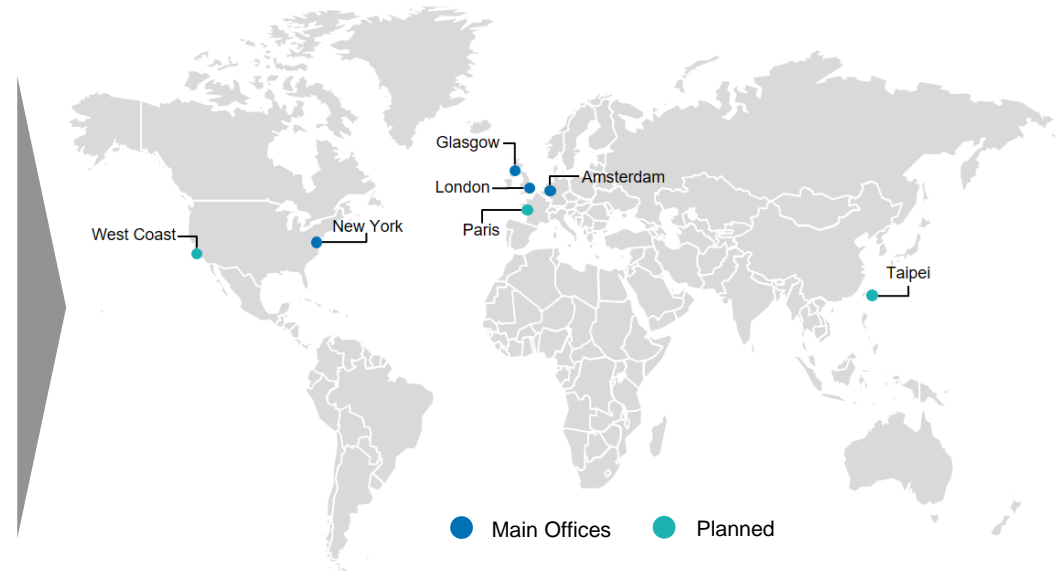 Glasgow
London
Amsterdam
Paris
West Coast
New York
Taipei
Main Offices
Planned